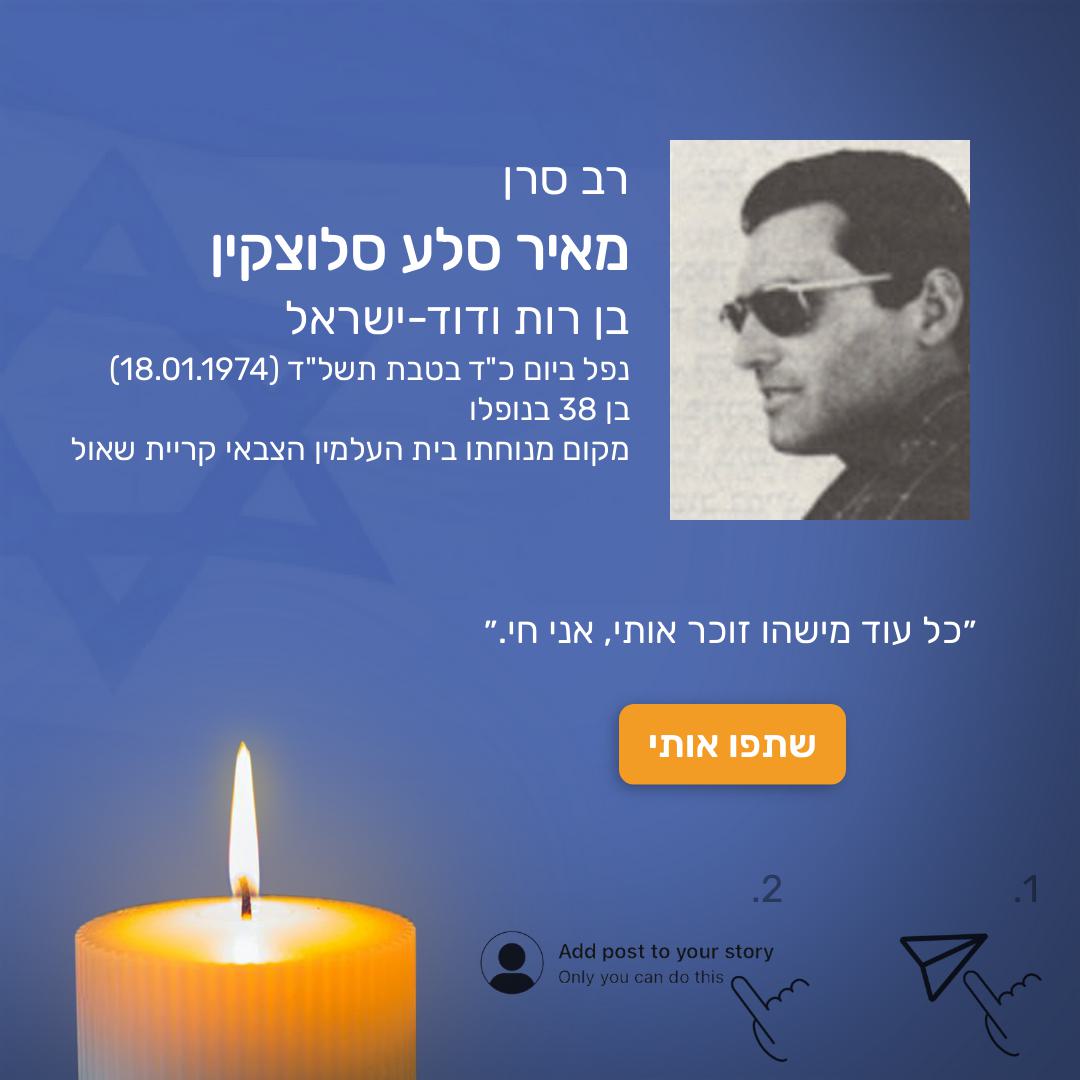 רב סרן
מאיר סלע סלוצקין
בן רות ודוד-ישראל
נפל ביום כ"ד בטבת תשל"ד (18.01.1974)
בן 38 בנופלו
מקום מנוחתו בית העלמין הצבאי קריית שאול
״כל עוד מישהו זוכר אותי, אני חי.״
שתפו אותי
1.
2.
Add post to your story
Only you can do this